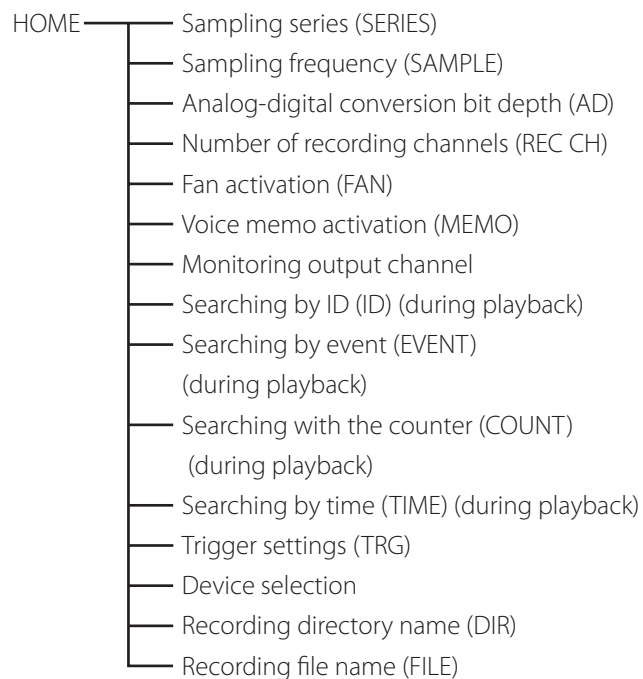 HOME Sampling series (SERIES)
Sampling frequency (SAMPLE)
Analog-digital conversion bit depth (AD)
Number of recording channels (REC CH)
Fan activation (FAN)
Voice memo activation (MEMO)
Monitoring output channel
Searching by ID (ID) (during playback)
Searching by event (EVENT)
(during playback)
Searching with the counter (COUNT)
(during playback)
Searching by time (TIME) (during playback)
Trigger settings (TRG)
Device selection
Recording directory name (DIR)
Recording file name (FILE)